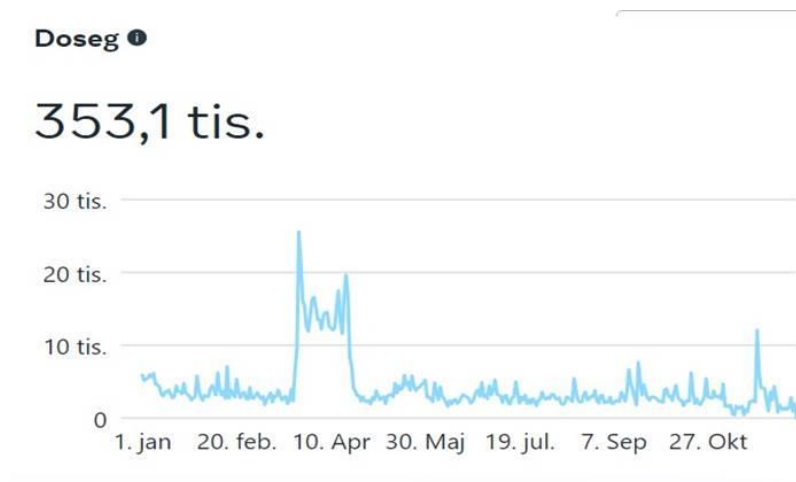 Doseg
353,1 tis.
30 tis.
20 tis.
10 tis.
0
1. jan 20. feb. 10. Apr 30. Maj 19. jul. 7. Sep 27. Okt